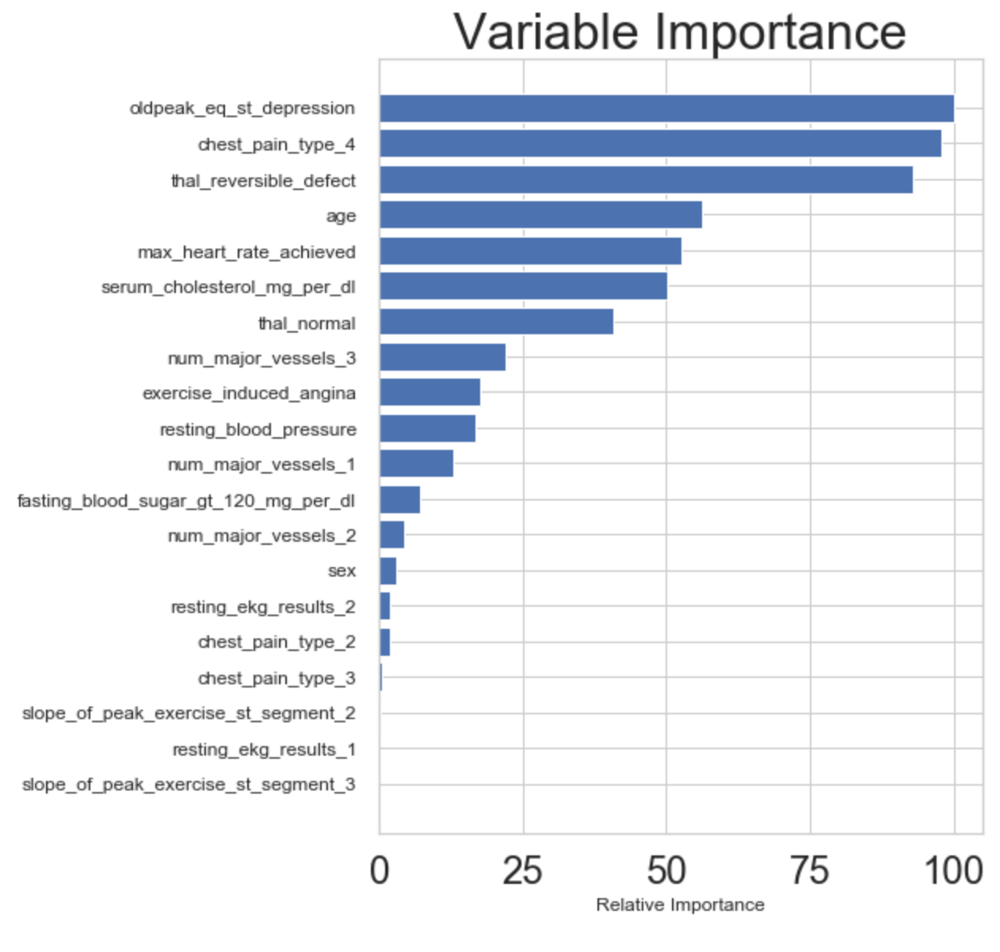 Variable Importance
oldpeak_eq_st_depression
chest_pain_type_4
thal_reversible_defect
age
max_heart_rate_achieved
serum_cholesterol_mg_per_dl
thal_normal
num_major_vessels_3
exercise_induced_angina
resting_blood_pressure
num_major_vessels_1
fasting_blood_sugar_gt_120_mg_per_dl
num_major_vessels_2
sex
resting_ekg_results_2
chest_pain_type_2
chest_pain_type_3
slope_of_peak_exercise_st_segment_2
resting_ekg_results_1
slope_of_peak_exercise_st_segment_3
0 25 50 75 100
Relative Importance